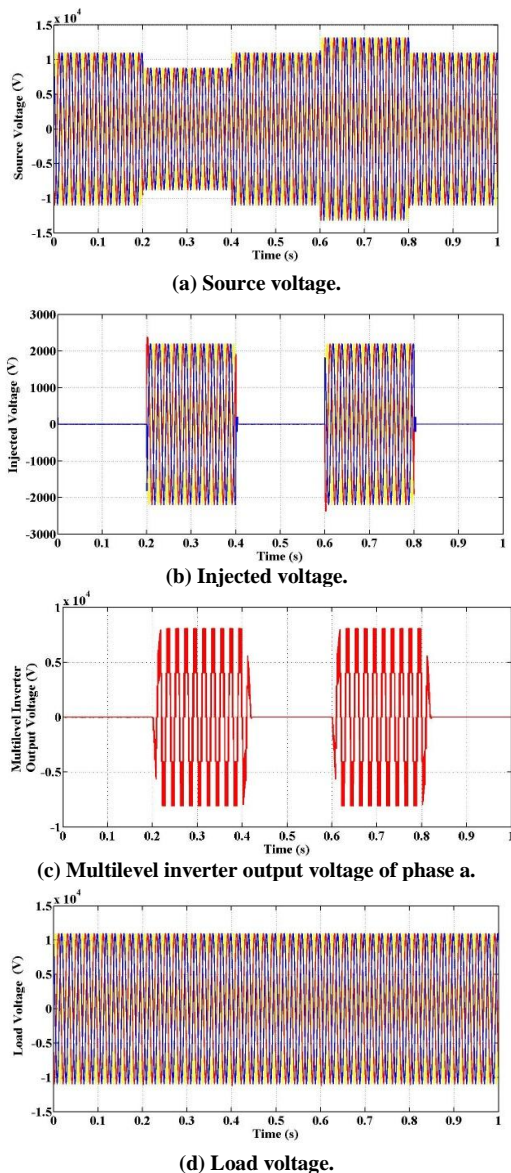 x 10^4
1.5
1
0.5
0
-0.5
-1
-1.5
Source Voltage (V)
0 0.1 0.2 0.3 0.4 0.5 0.6 0.7 0.8 0.9 1
Time (s)
(a) Source voltage.
3000
2000
1000
0
-1000
-2000
-3000
Injected Voltage (V)
0 0.1 0.2 0.3 0.4 0.5 0.6 0.7 0.8 0.9 1
Time (s)
(b) Injected voltage.
x 10^4
1
0.5
0
-0.5
-1
Multilevel Inverter
Output Voltage (V)
0 0.1 0.2 0.3 0.4 0.5 0.6 0.7 0.8 0.9 1
Time (s)
(c) Multilevel inverter output voltage of phase a.
x 10^4
1.5
1
0.5
0
-0.5
-1
-1.5
Load Voltage (V)
0 0.1 0.2 0.3 0.4 0.5 0.6 0.7 0.8 0.9 1
Time (s)
(d) Load voltage.